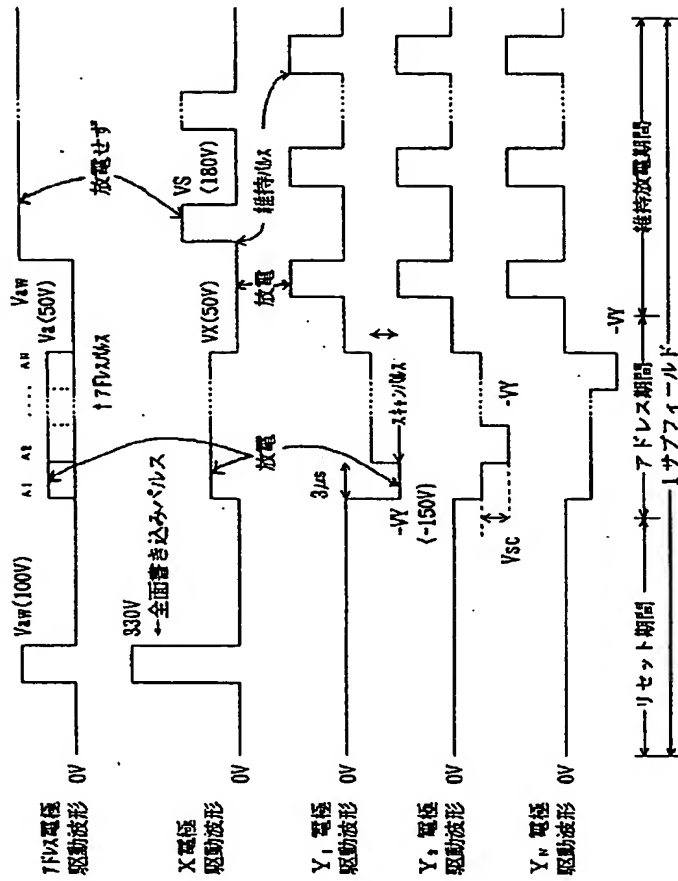 アドレス電極
駆動波形
0V
Vaw(100V)
A1 A2 ‥‥ AN
Va(50V)
Vaw
↑アドレスパルス
放電せず
X電極
駆動波形
0V
330V
←全面書き込みパルス
VX(50V)
VS
(180V)
放電
放電
維持パルス
Y1 電極
駆動波形
0V
3μs
-VY
(-150V)
スキャンパルス
Y2 電極
駆動波形
0V
VSC
-VY
YN 電極
駆動波形
0V
-VY
リセット期間
アドレス期間
維持放電期間
1サブフィールド